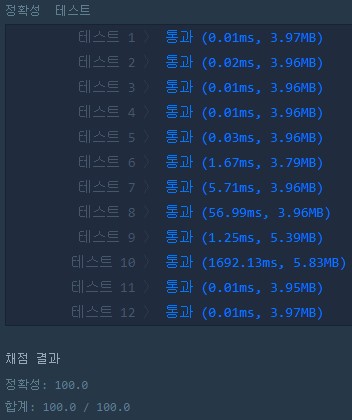 정확성 테스트
테스트 1 〉 통과 (0.01ms, 3.97MB)
테스트 2 〉 통과 (0.02ms, 3.96MB)
테스트 3 〉 통과 (0.01ms, 3.96MB)
테스트 4 〉 통과 (0.01ms, 3.96MB)
테스트 5 〉 통과 (0.03ms, 3.96MB)
테스트 6 〉 통과 (1.67ms, 3.79MB)
테스트 7 〉 통과 (5.71ms, 3.96MB)
테스트 8 〉 통과 (56.99ms, 3.96MB)
테스트 9 〉 통과 (1.25ms, 5.39MB)
테스트 10 〉 통과 (1692.13ms, 5.83MB)
테스트 11 〉 통과 (0.01ms, 3.95MB)
테스트 12 〉 통과 (0.01ms, 3.97MB)
채점 결과
정확성: 100.0
합계: 100.0 / 100.0